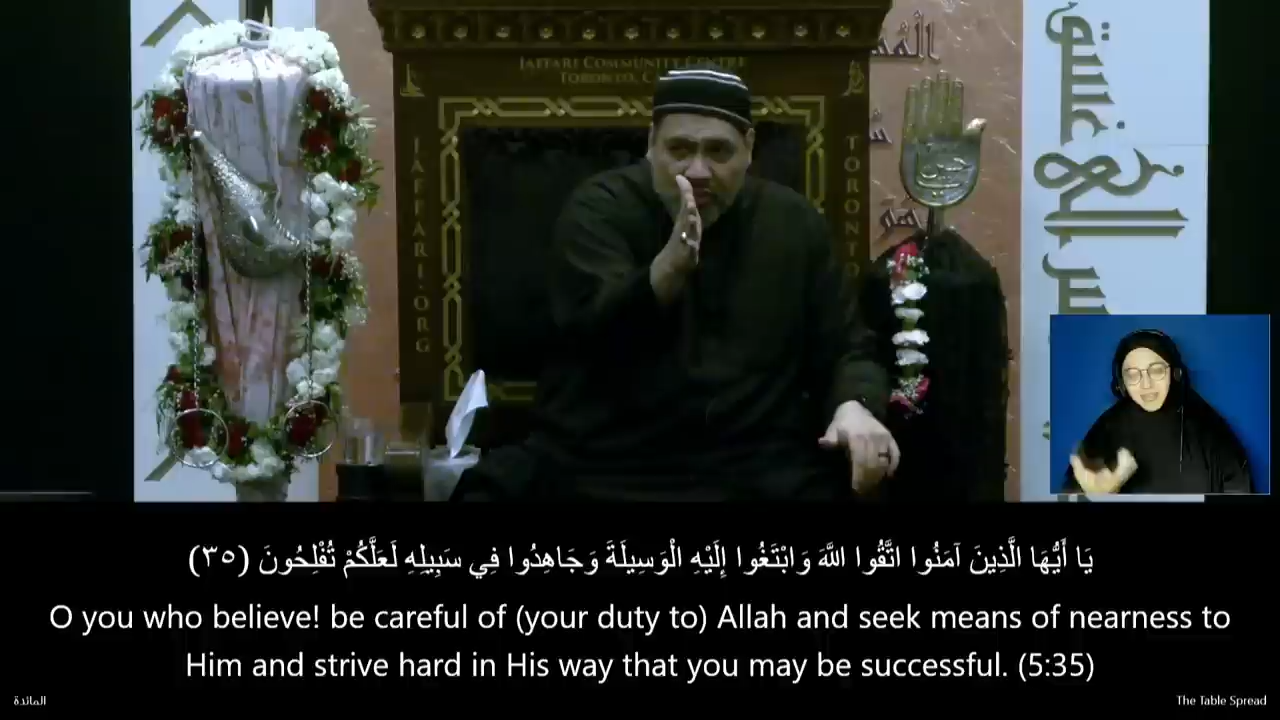 JAFFARI COMMUNITY CENTRE
TORONTO, C
JAFFARI.ORG
TORONTO
حسين
يَا أَيُّهَا الَّذِينَ آمَنُوا اتَّقُوا اللَّهَ وَابْتَغُوا إِلَيْهِ الْوَسِيلَةَ وَجَاهِدُوا فِي سَبِيلِهِ لَعَلَّكُمْ تُفْلِحُونَ (٣٥)
O you who believe! be careful of (your duty to) Allah and seek means of nearness to
Him and strive hard in His way that you may be successful. (5:35)
المائدة
The Table Spread